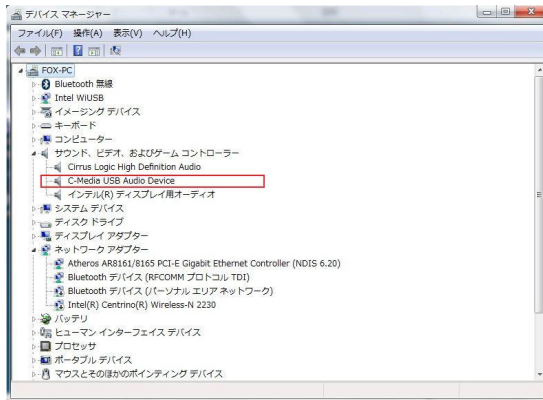 デバイス マネージャー
ファイル(F) 操作(A) 表示(V) ヘルプ(H)
FOX-PC
Bluetooth 無線
Intel WiUSB
イメージング デバイス
キーボード
コンピューター
サウンド、ビデオ、およびゲーム コントローラー
Cirrus Logic High Definition Audio
C-Media USB Audio Device
インテル(R) ディスプレイ用オーディオ
システム デバイス
ディスク ドライブ
ディスプレイ アダプター
ネットワーク アダプター
Atheros AR8161/8165 PCI-E Gigabit Ethernet Controller (NDIS 6.20)
Bluetooth デバイス (RFCOMM プロトコル TDI)
Bluetooth デバイス (パーソナル エリア ネットワーク)
Intel(R) Centrino(R) Wireless-N 2230
バッテリ
ヒューマン インターフェイス デバイス
プロセッサ
ポータブル デバイス
マウスとそのほかのポインティング デバイス